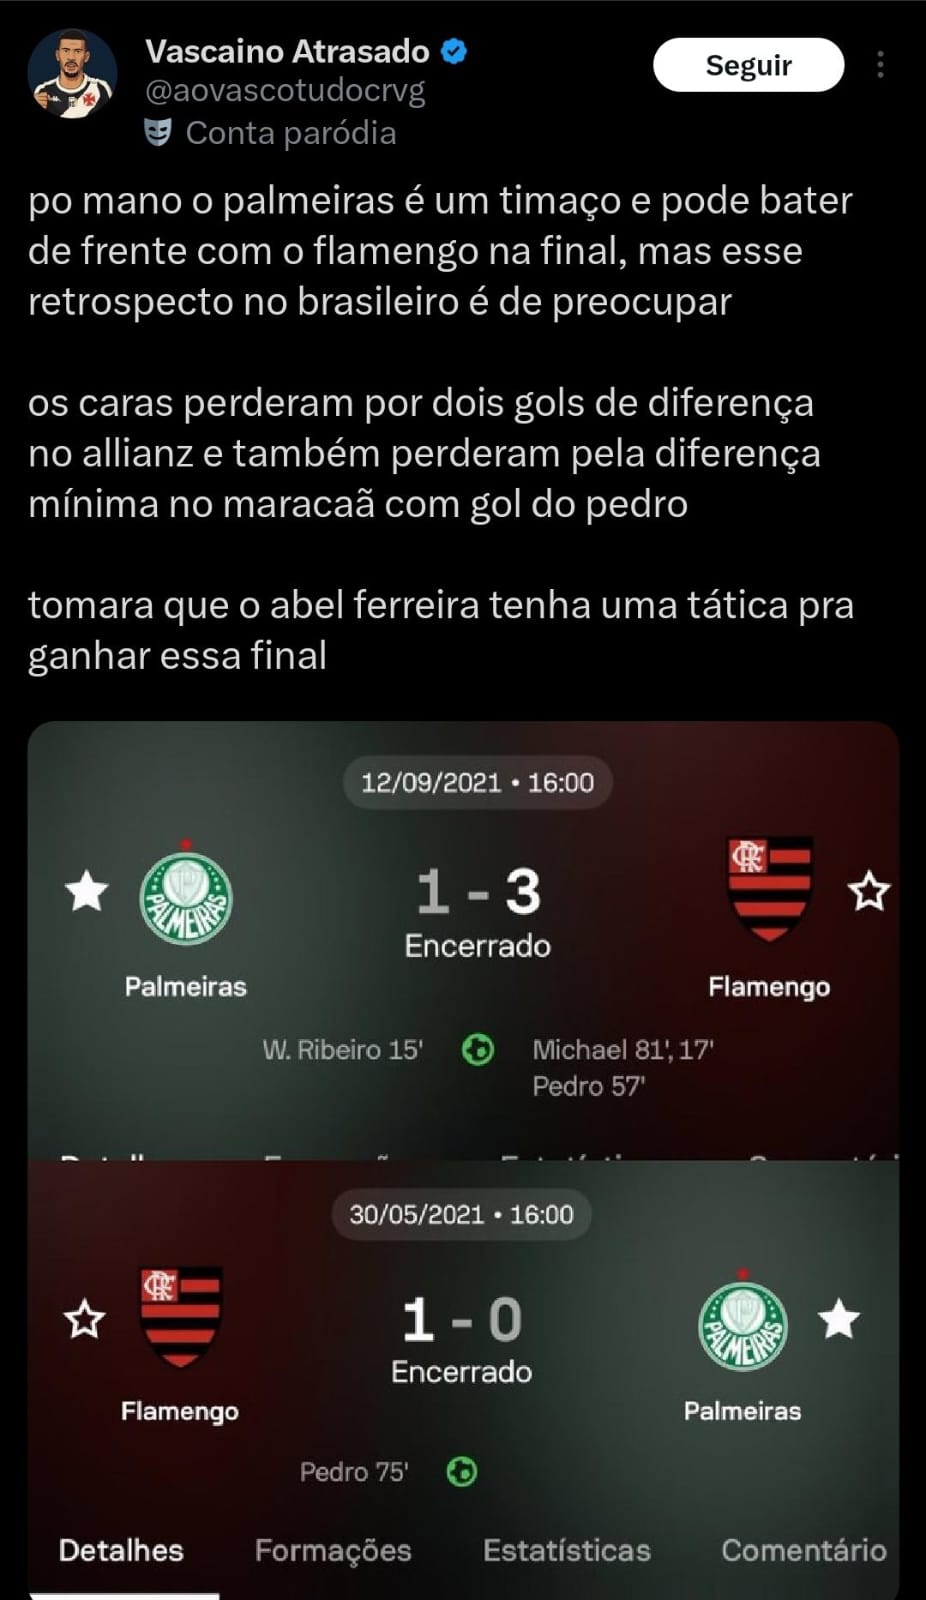 Vascaino Atrasado
Seguir
@aovascotudocrvg
Conta paródia
po mano o palmeiras é um timaço e pode bater
de frente com o flamengo na final, mas esse
retrospecto no brasileiro é de preocupar
os caras perderam por dois gols de diferença
no allianz e também perderam pela diferença
mínima no maracaã com gol do pedro
tomara que o abel ferreira tenha uma tática pra
ganhar essa final
12/09/2021 • 16:00
PALMEIRAS
1 - 3
Encerrado
Palmeiras
Flamengo
W. Ribeiro 15'
Michael 81', 17'
Pedro 57'
30/05/2021 • 16:00
1 - 0
PALMEIRAS
Encerrado
Flamengo
Palmeiras
Pedro 75'
Detalhes Formações Estatísticas Comentário